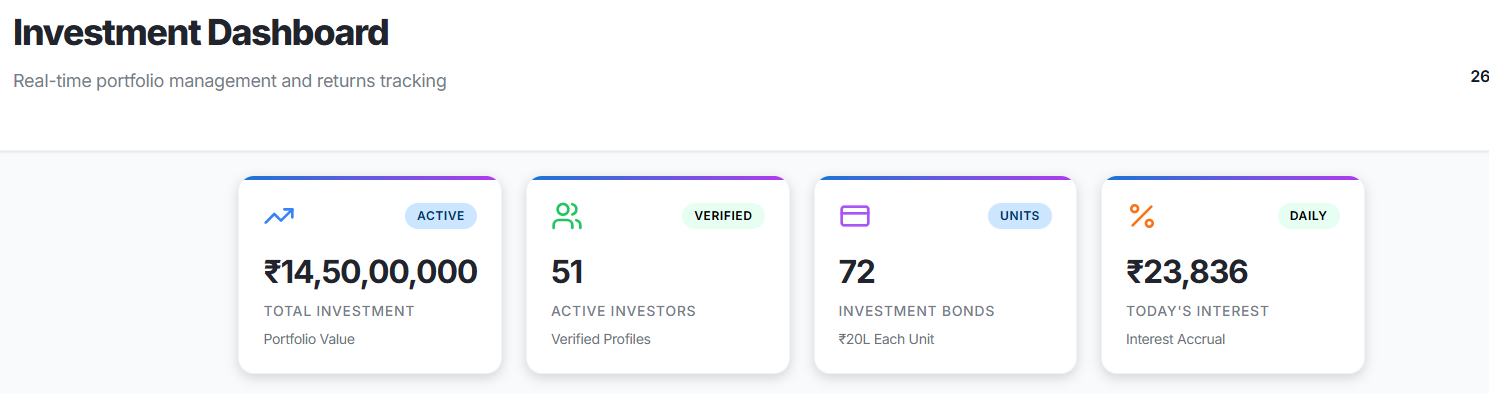 Investment Dashboard
Real-time portfolio management and returns tracking
26
ACTIVE
₹14,50,00,000
TOTAL INVESTMENT
Portfolio Value
VERIFIED
51
ACTIVE INVESTORS
Verified Profiles
UNITS
72
INVESTMENT BONDS
₹20L Each Unit
DAILY
₹23,836
TODAY'S INTEREST
Interest Accrual